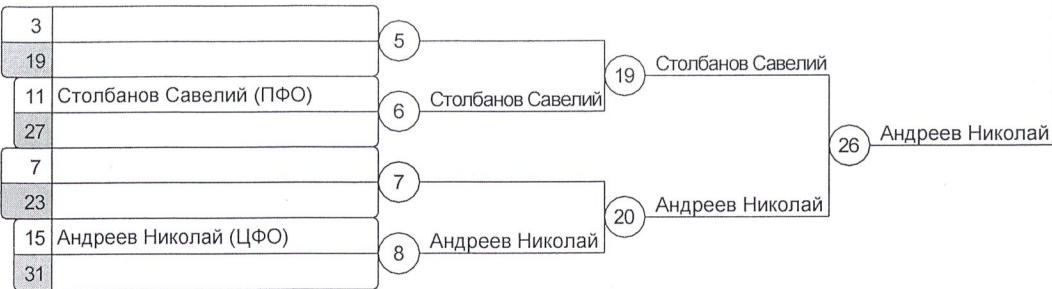 3
5
19
19
Столбанов Савелий
11 Столбанов Савелий (ПФО)
6
Столбанов Савелий
27
26
Андреев Николай
7
7
23
20
Андреев Николай
15 Андреев Николай (ЦФО)
8
Андреев Николай
31